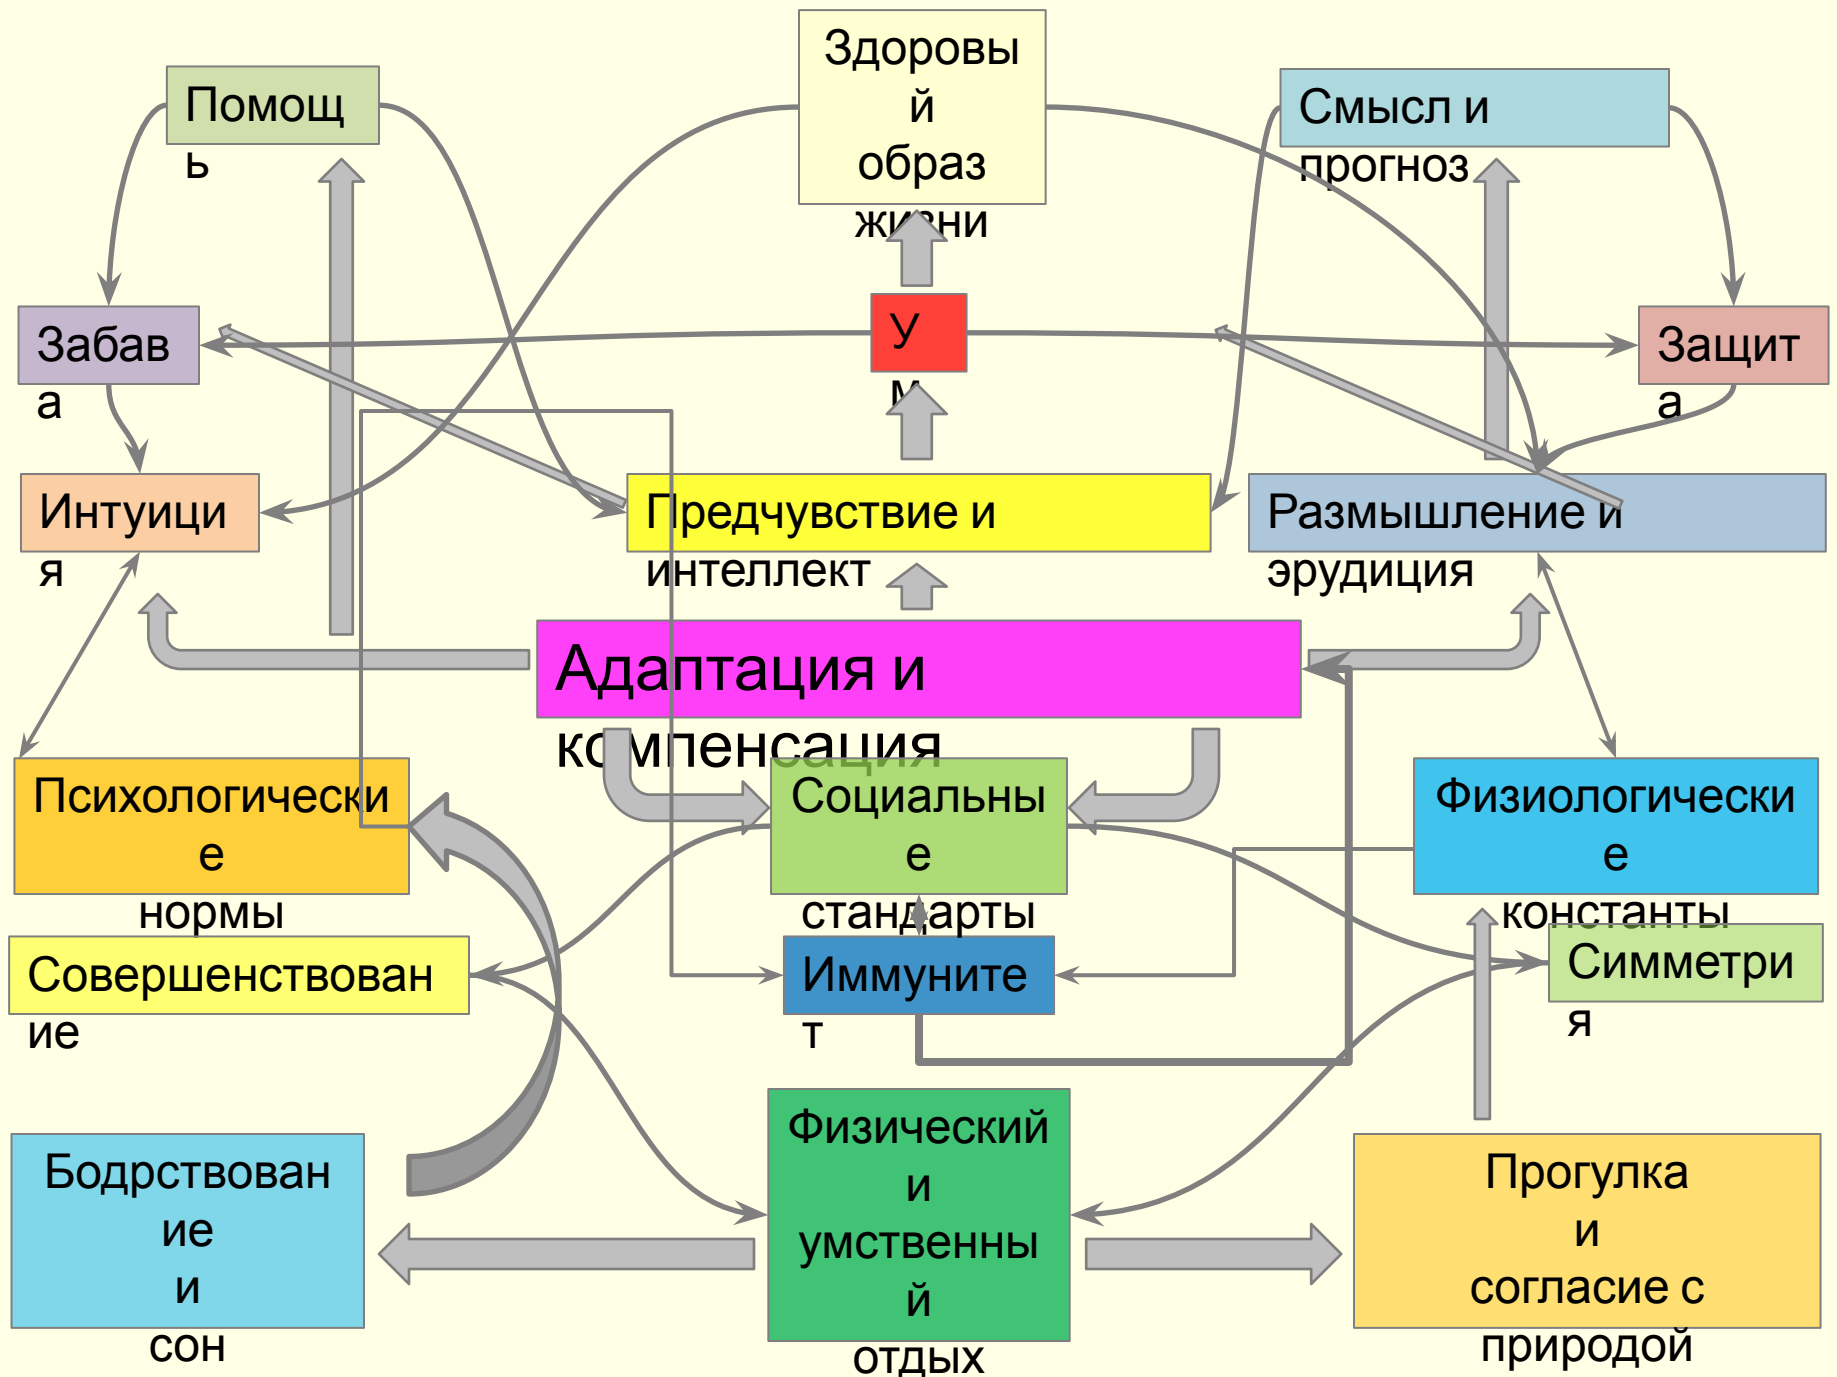 Здоровы
й
образ
жизни
Помощ
ь
Смысл и
прогноз
Забав
а
У
м
Защит
а
Интуици
я
Предчувствие и
интеллект
Размышление и
эрудиция
Адаптация и
компенсация
Психологически
е
нормы
Социальны
е
стандарты
Физиологически
е
константы
Совершенствован
ие
Иммуните
т
Симметри
я
Бодрствован
ие
и
сон
Физический
и
умственны
й
отдых
Прогулка
и
согласие с
природой